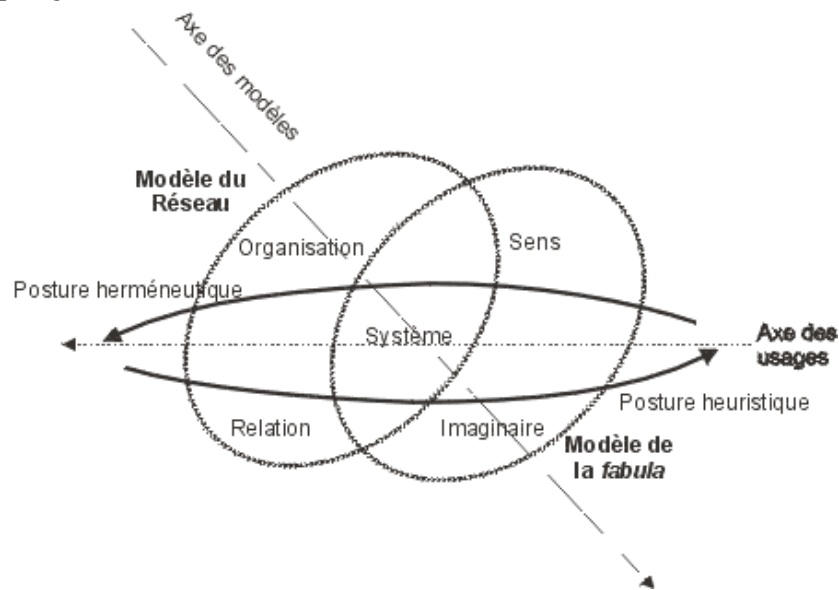 Axe des modèles
Modèle du
Réseau
Organisation
Sens
Posture herméneutique
Système
Axe des
usages
Posture heuristique
Relation
Imaginaire
Modèle de
la fabula